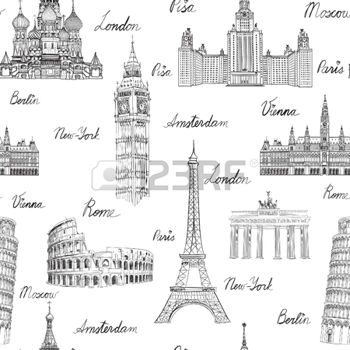 Moscow
London
Pisa
Pisa
Paris
Berlin
Vienna
New-York
Amsterdam
123RF
London
Vienna
Rome
Paris
Moscow
New-York
Amsterdam
Berlin